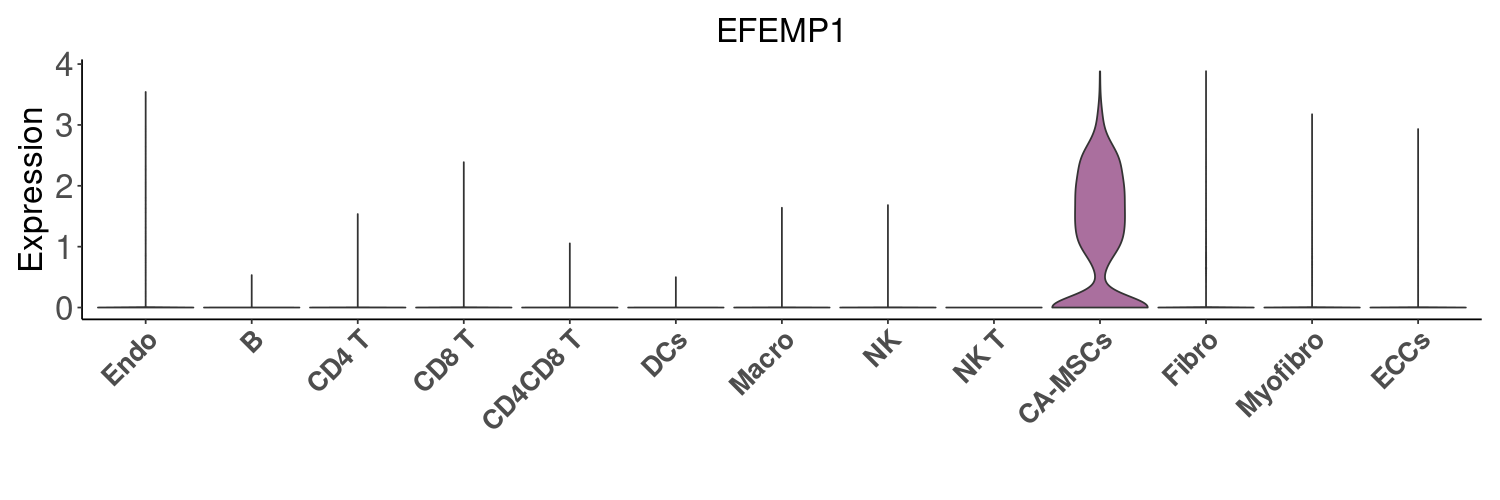 EFEMP1
Expression
4
3
2
1
0
Endo
B
CD4 T
CD8 T
CD4CD8 T
DCs
Macro
NK
NK T
CA-MSCs
Fibro
Myofibro
ECCs